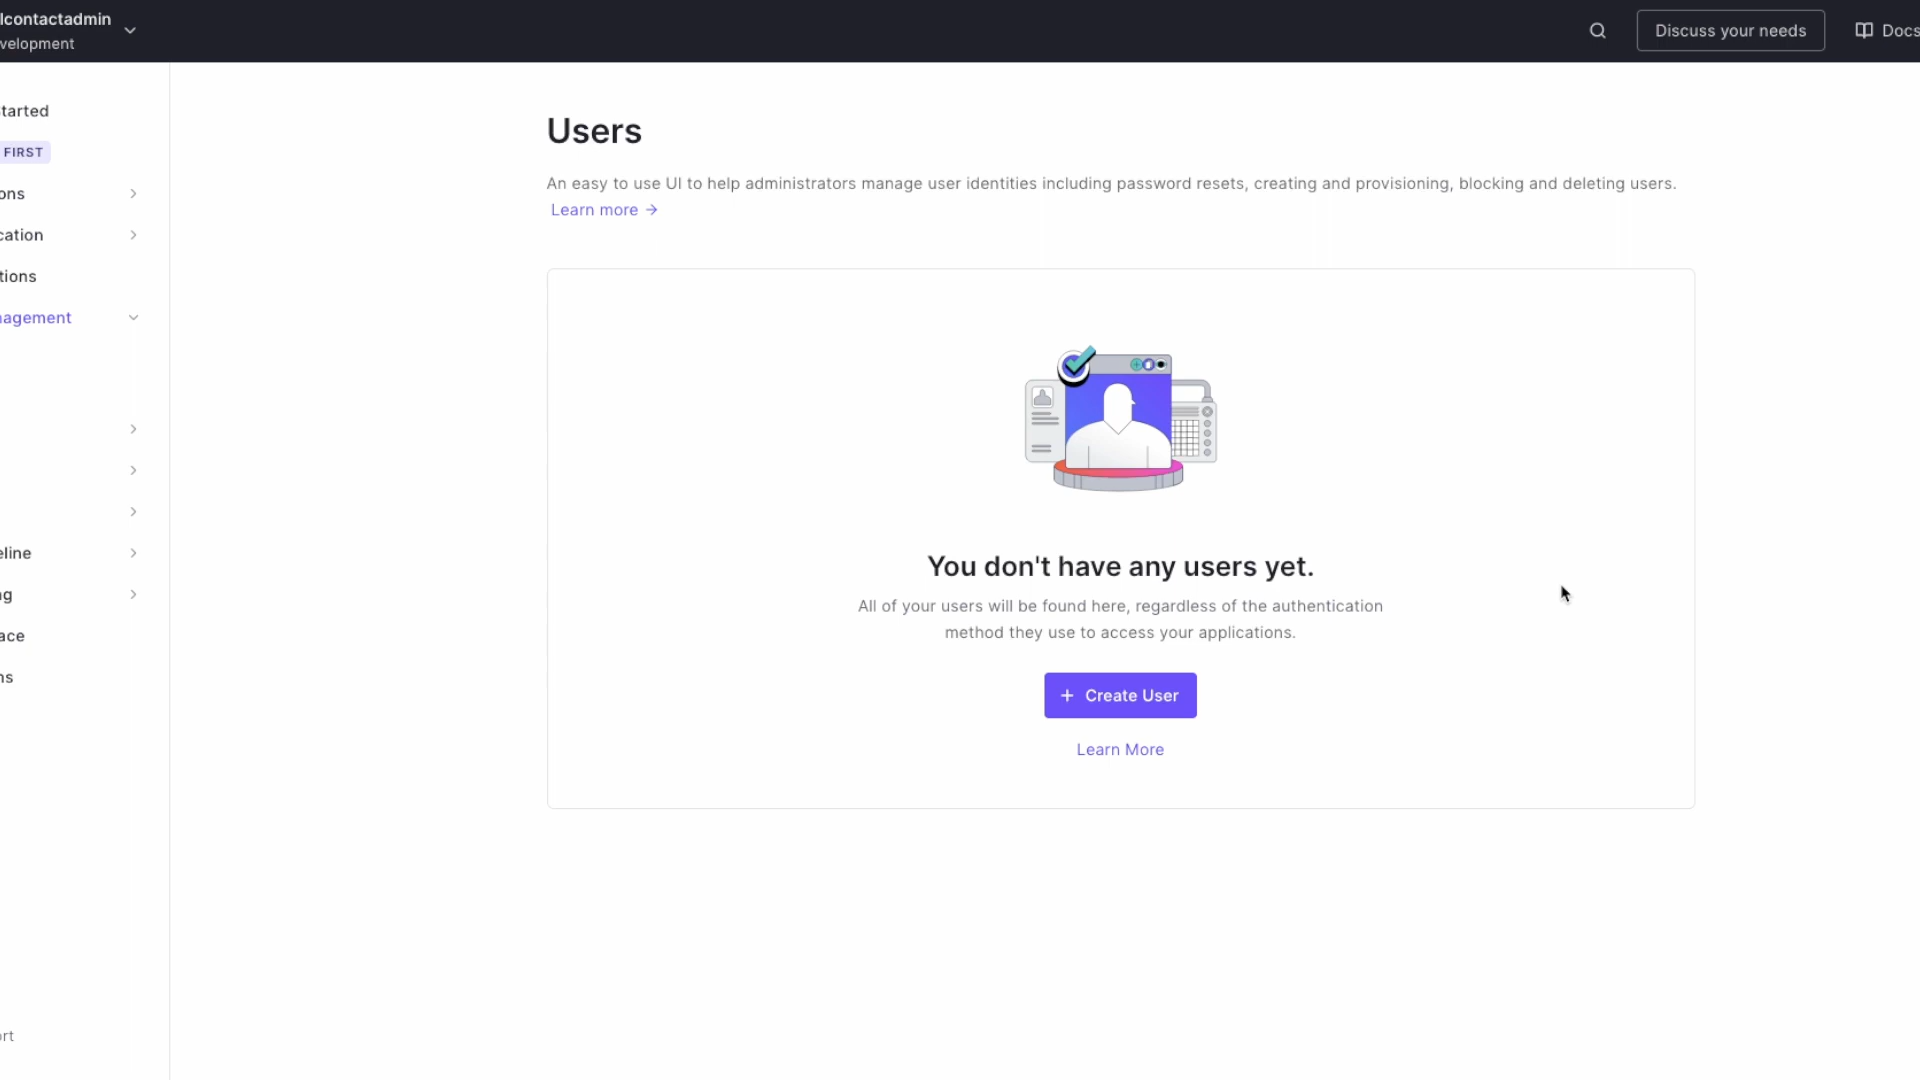 lcontactadmin
velopment
Discuss your needs
Docs
tarted
FIRST
ons
cation
tions
nagement
eline
ng
ace
ns
ort
Users
An easy to use UI to help administrators manage user identities including password resets, creating and provisioning, blocking and deleting users.
Learn more →
You don't have any users yet.
All of your users will be found here, regardless of the authentication
method they use to access your applications.
+ Create User
Learn More